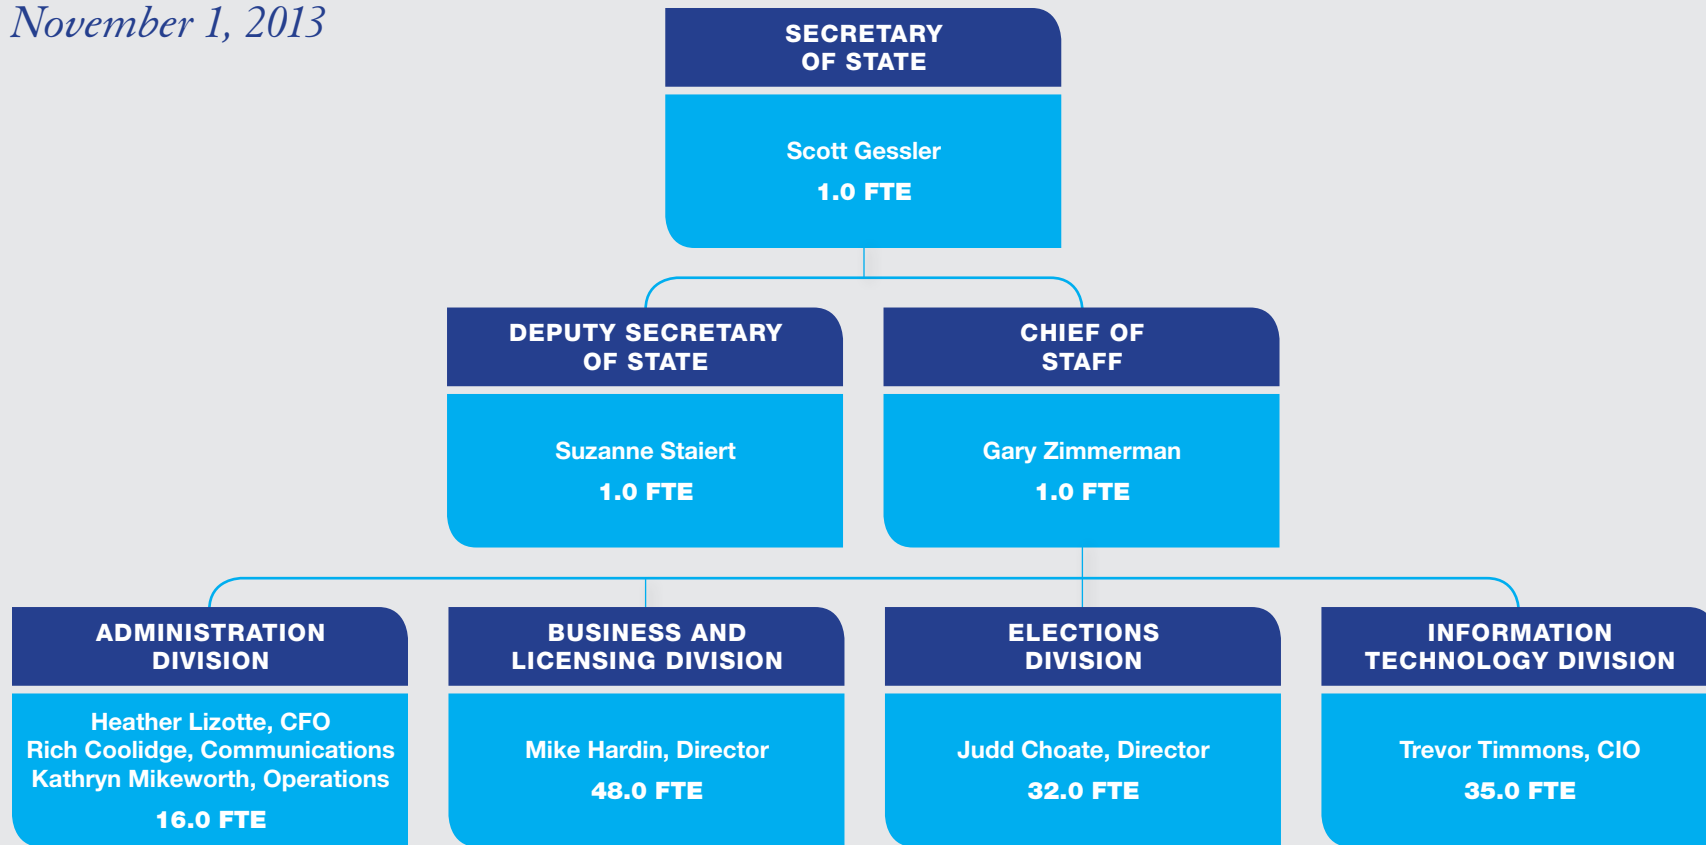 November 1, 2013
SECRETARY
OF STATE
Scott Gessler
1.0 FTE
DEPUTY SECRETARY
OF STATE
Suzanne Staiert
1.0 FTE
CHIEF OF
STAFF
Gary Zimmerman
1.0 FTE
ADMINISTRATION
DIVISION
Heather Lizotte, CFO
Rich Coolidge, Communications
Kathryn Mikeworth, Operations
16.0 FTE
BUSINESS AND
LICENSING DIVISION
Mike Hardin, Director
48.0 FTE
ELECTIONS
DIVISION
Judd Choate, Director
32.0 FTE
INFORMATION
TECHNOLOGY DIVISION
Trevor Timmons, CIO
35.0 FTE